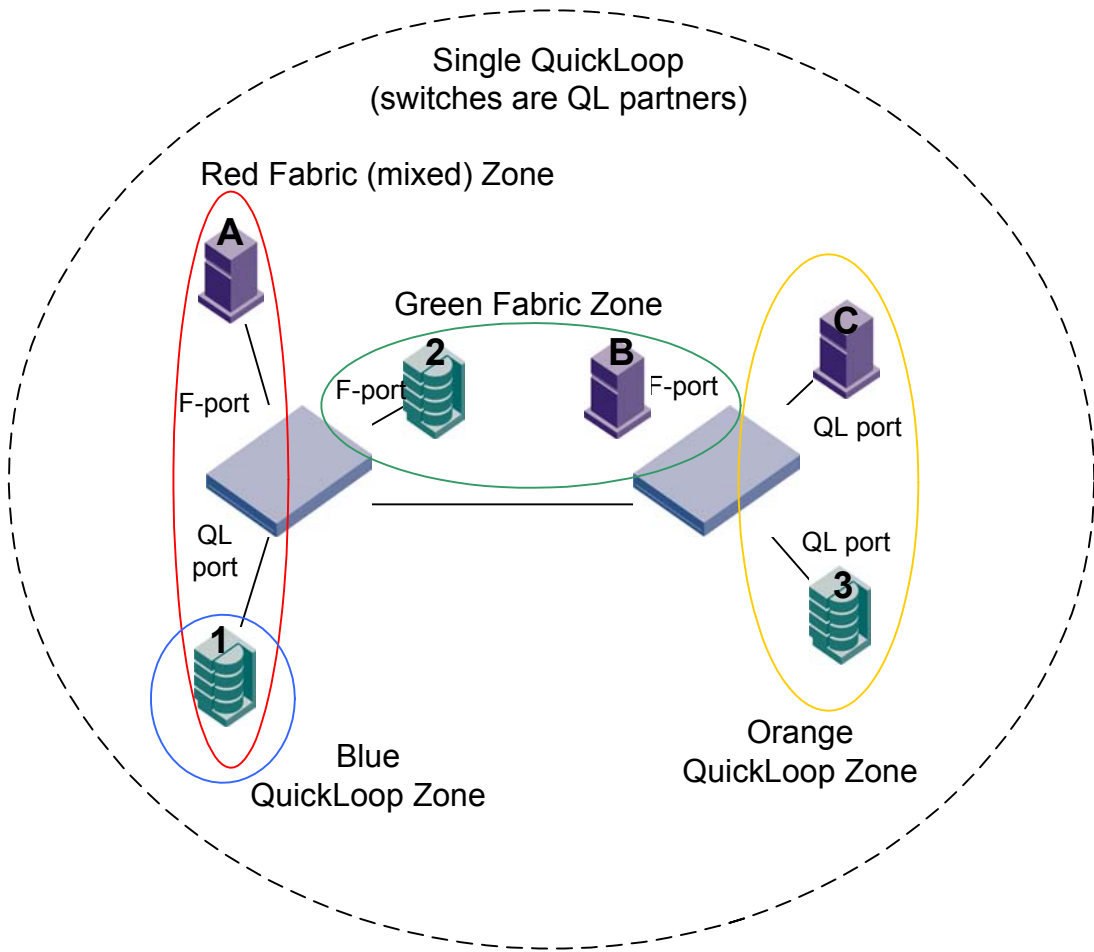 Single QuickLoop
(switches are QL partners)
Red Fabric (mixed) Zone
A
Green Fabric Zone
2
B
C
F-port
F-port
F-port
QL port
QL
port
QL port
1
3
Blue
QuickLoop Zone
Orange
QuickLoop Zone